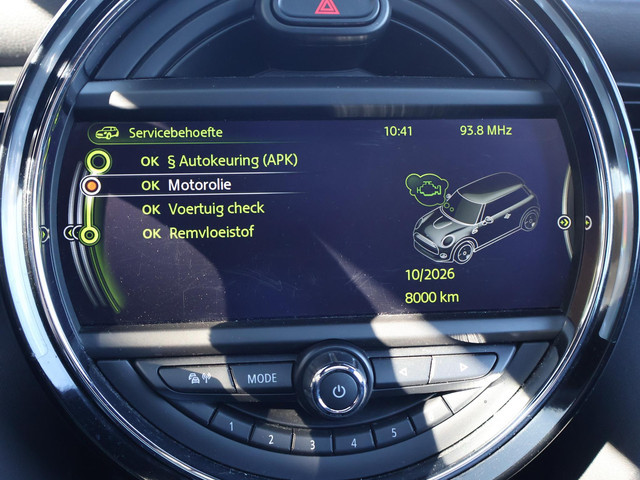 Servicebehoefte 10:41 93.8 MHz
OK § Autokeuring (APK)
OK Motorolie
OK Voertuig check
OK Remvloeistof
10/2026
8000 km
MODE
1 2 3 4 5